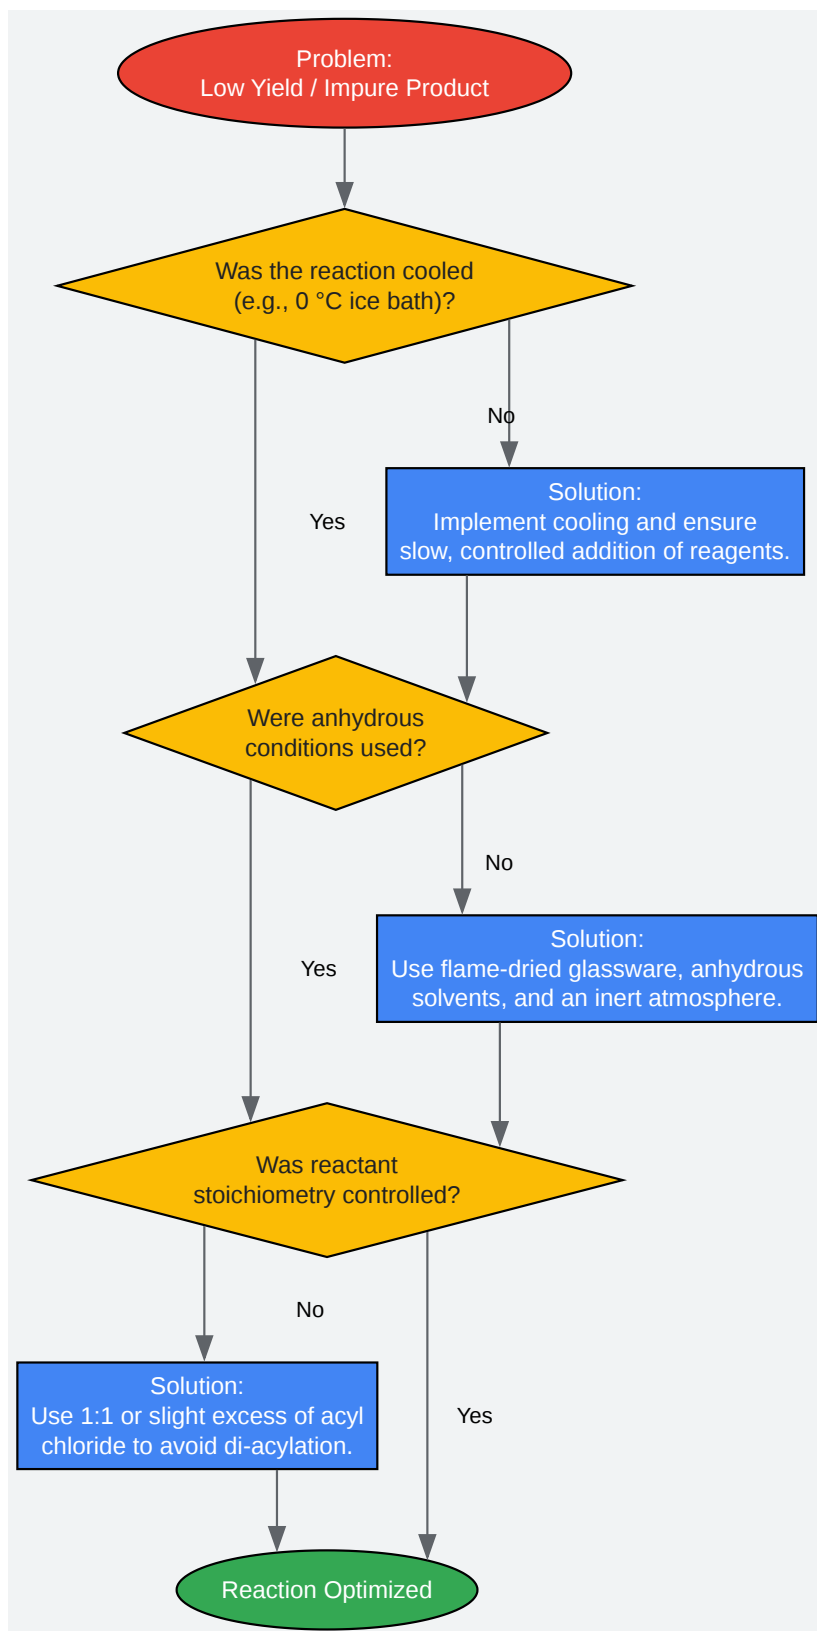 Problem:
Low Yield / Impure Product
Was the reaction cooled
(e.g., 0 °C ice bath)?
No
Solution:
Implement cooling and ensure
slow, controlled addition of reagents.
Yes
Were anhydrous
conditions used?
No
Solution:
Use flame-dried glassware, anhydrous
solvents, and an inert atmosphere.
Yes
Was reactant
stoichiometry controlled?
No
Solution:
Use 1:1 or slight excess of acyl
chloride to avoid di-acylation.
Yes
Reaction Optimized